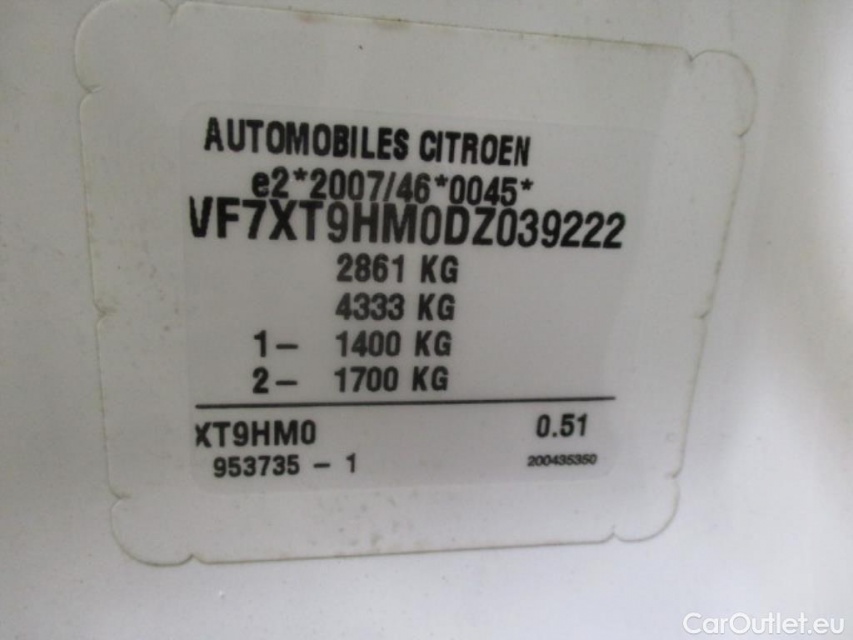 AUTOMOBILES CITROEN
e2*2007/46*0045*
VF7XT9HM0DZ039222
2861 KG
4333 KG
1- 1400 KG
2- 1700 KG
XT9HM0 0.51
953735 - 1 200435350
CarOutlet.eu